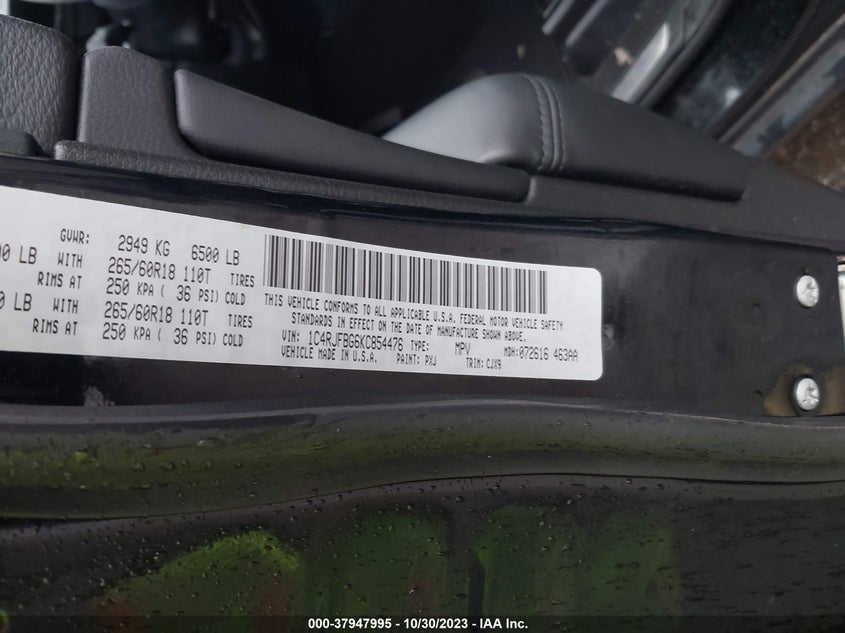 GVWR: 2949 KG 6500 LB
LB WITH 265/60R18 110T TIRES
RIMS AT 250 KPA ( 36 PSI) COLD
LB WITH 265/60R18 110T TIRES
RIMS AT 250 KPA ( 36 PSI) COLD
THIS VEHICLE CONFORMS TO ALL APPLICABLE U.S.A. FEDERAL MOTOR VEHICLE SAFETY
STANDARDS IN EFFECT ON THE DATE OF MANUFACTURE SHOWN ABOVE.
VIN: 1C4RJFBG6KC854476 TYPE: MPV MDH: 072616 463AA
VEHICLE MADE IN U.S.A. PAINT: PXJ TRIM: CJX9
000-37947995 - 10/30/2023 - IAA Inc.